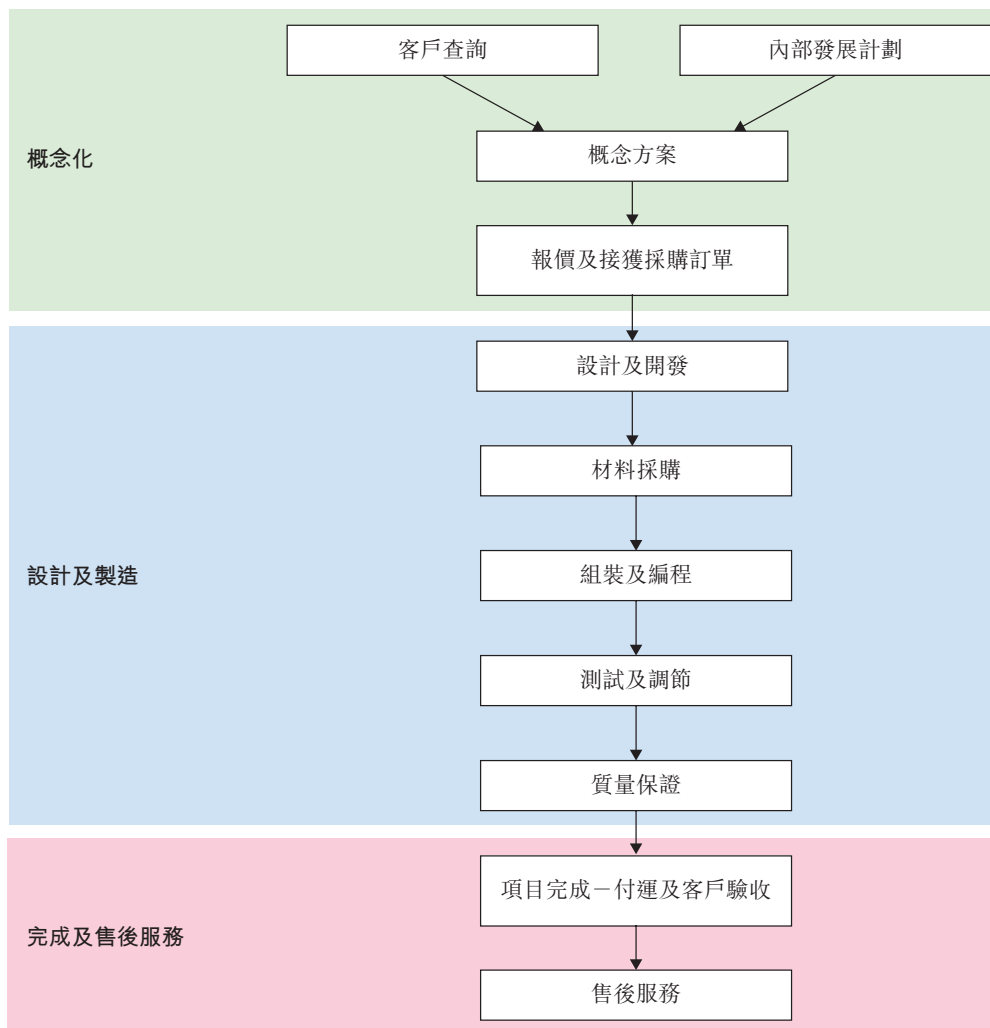 客戶查詢
內部發展計劃
概念化
概念方案
報價及接獲採購訂單
設計及開發
材料採購
設計及製造
組裝及編程
測試及調節
質量保證
項目完成－付運及客戶驗收
完成及售後服務
售後服務